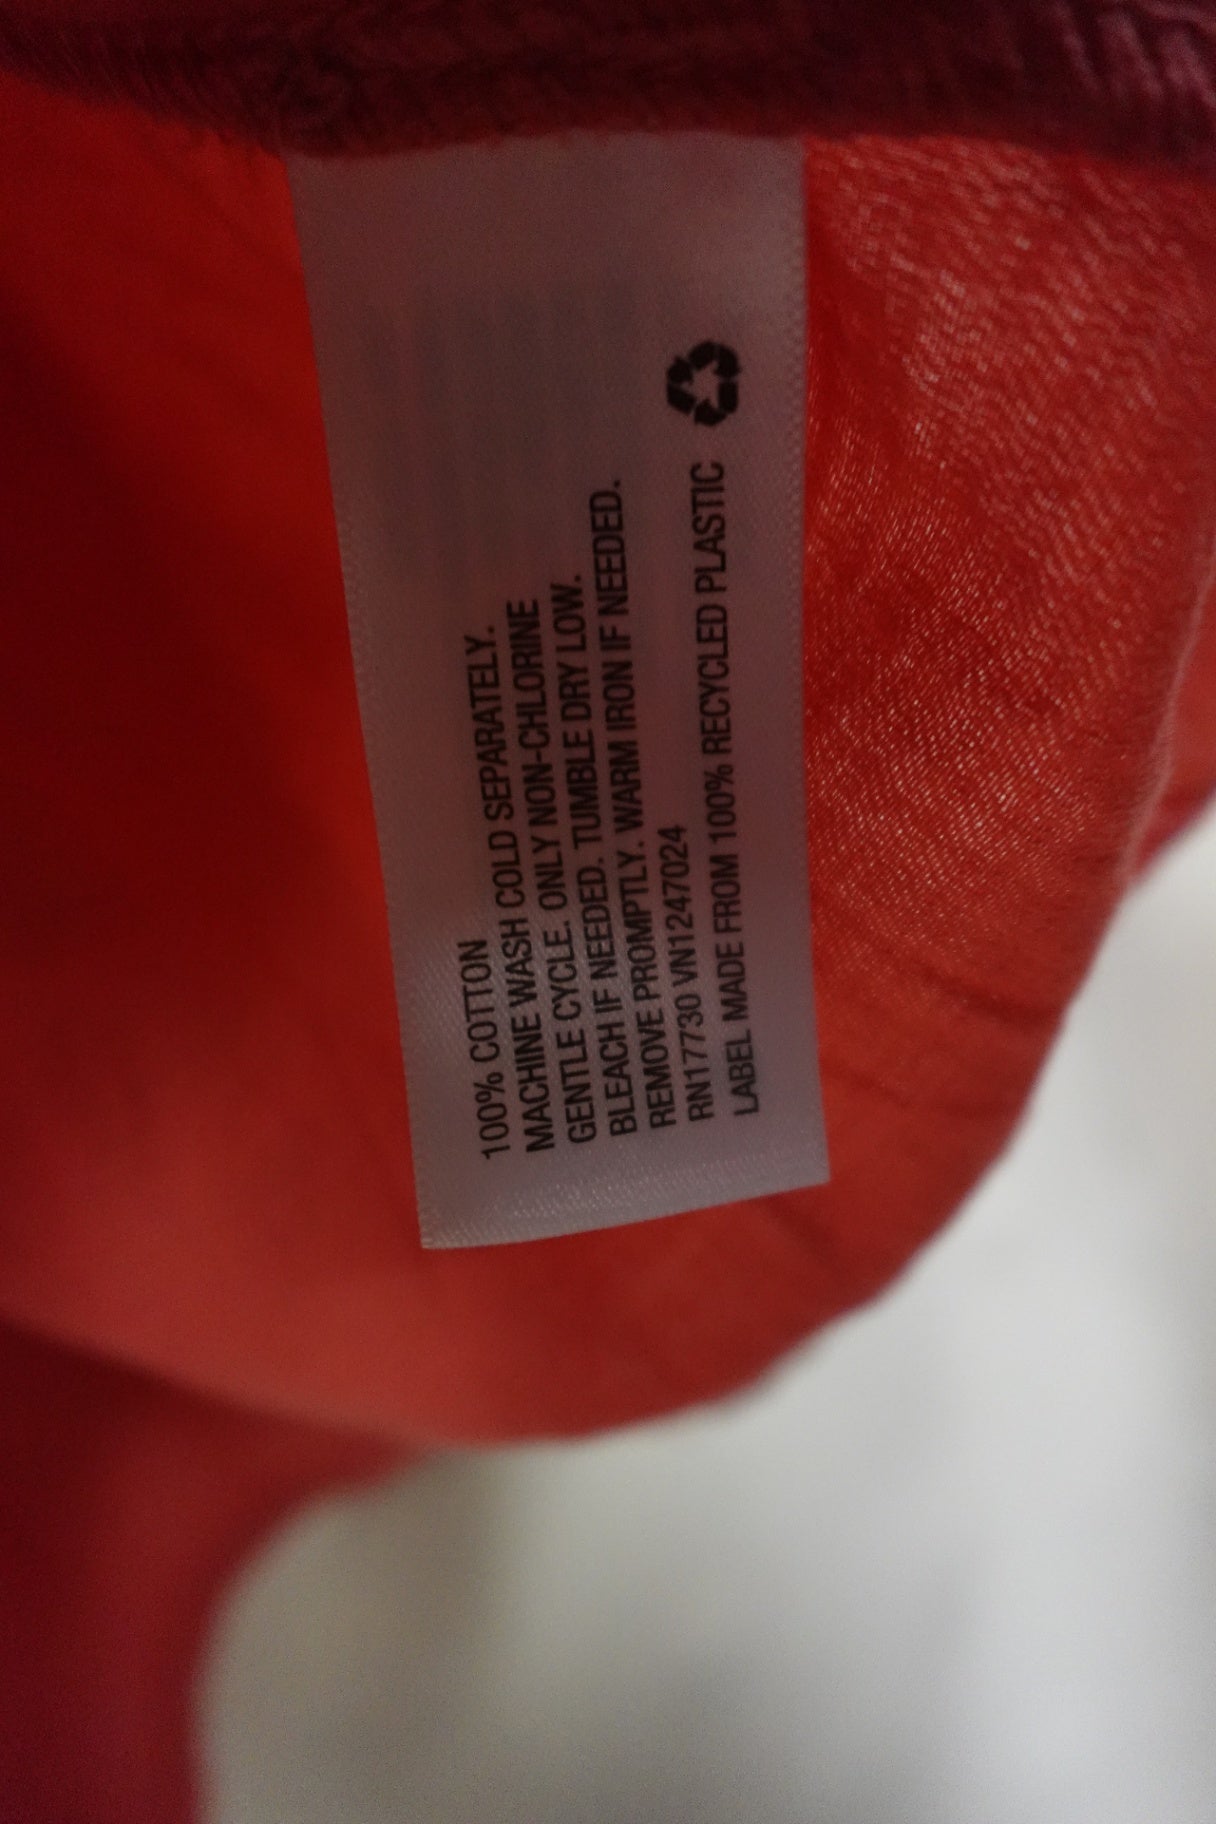 100% COTTON
MACHINE WASH COLD SEPARATELY.
GENTLE CYCLE. ONLY NON-CHLORINE
BLEACH IF NEEDED. TUMBLE DRY LOW.
REMOVE PROMPTLY. WARM IRON IF NEEDED.
RN17730 VN1247024
LABEL MADE FROM 100% RECYCLED PLASTIC